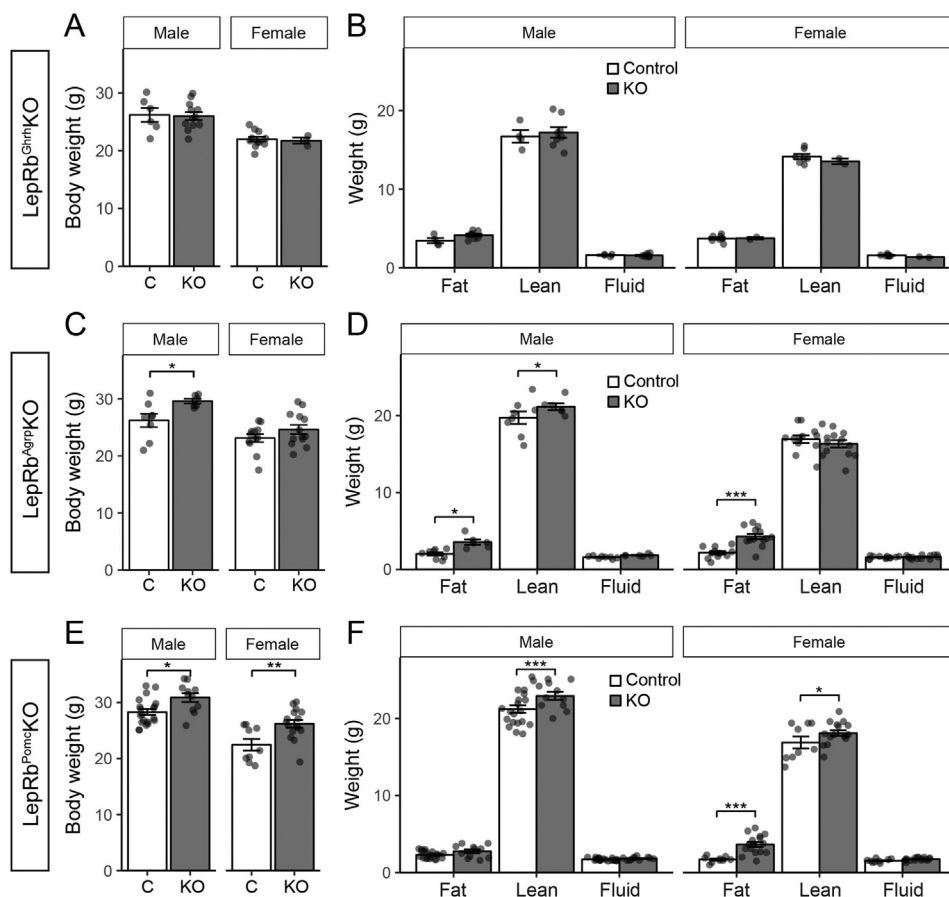 A
Male
Female
LepRbGhrhKO
Body weight (g)
30
20
10
0
C
KO
C
KO
B
Male
Female
Control
KO
Weight (g)
20
10
0
Fat
Lean
Fluid
Fat
Lean
Fluid
C
Male
Female
LepRbAgrpKO
Body weight (g)
*
30
20
10
0
C
KO
C
KO
D
Male
Female
Control
KO
Weight (g)
*
*
***
20
10
0
Fat
Lean
Fluid
Fat
Lean
Fluid
E
Male
Female
LepRbPomcKO
Body weight (g)
*
**
30
20
10
0
C
KO
C
KO
F
Male
Female
Control
KO
Weight (g)
***
*
***
20
10
0
Fat
Lean
Fluid
Fat
Lean
Fluid